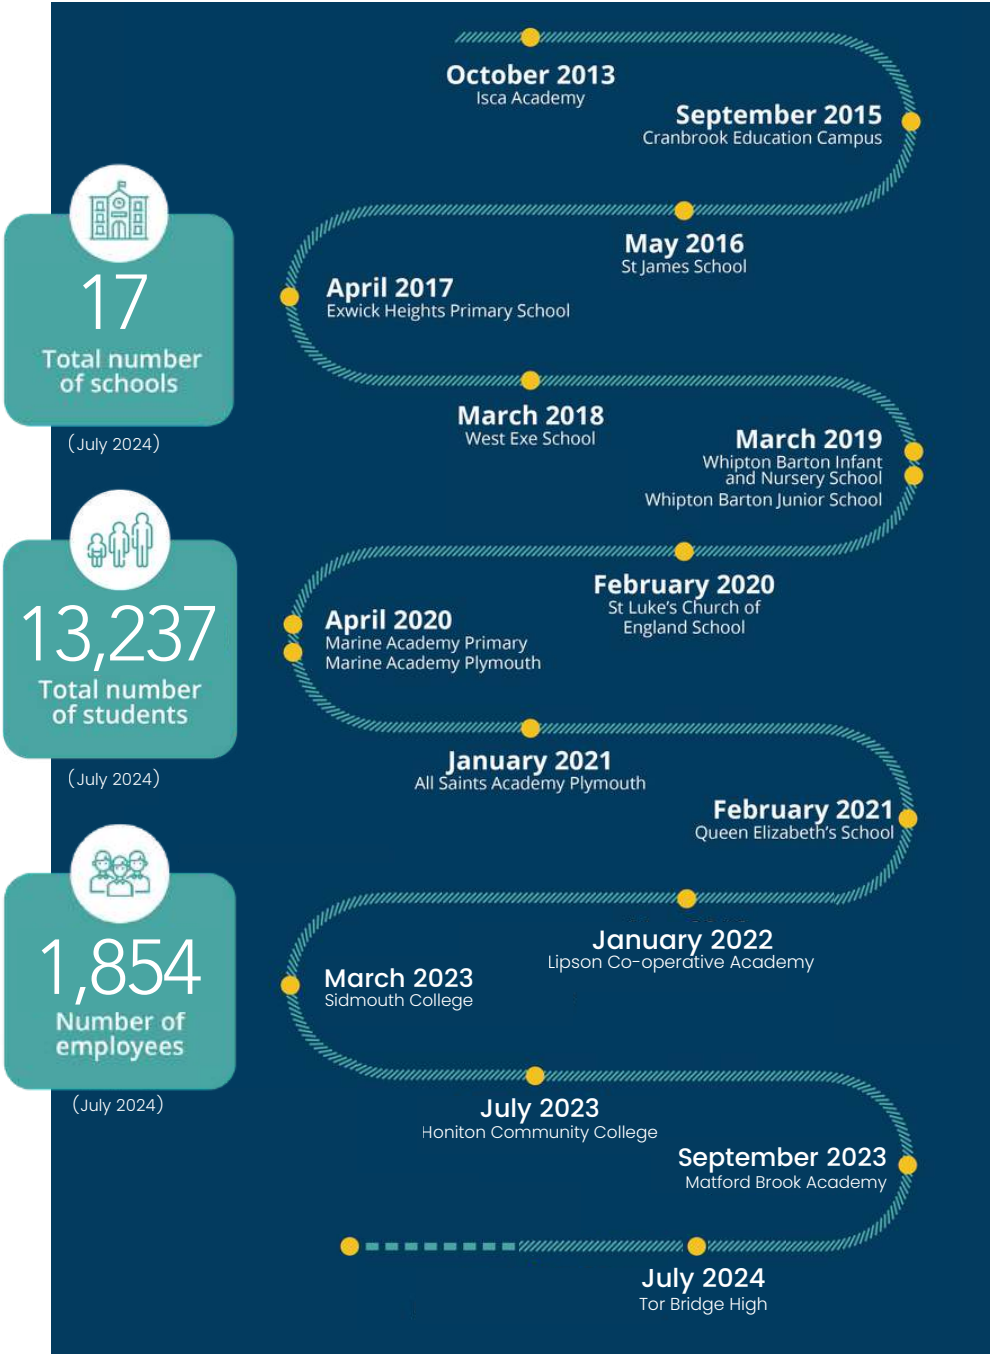 October 2013
Isca Academy
September 2015
Cranbrook Education Campus
May 2016
St James School
April 2017
Exwick Heights Primary School
March 2018
West Exe School
March 2019
Whipton Barton Infant
and Nursery School
Whipton Barton Junior School
February 2020
St Luke's Church of
England School
April 2020
Marine Academy Primary
Marine Academy Plymouth
January 2021
All Saints Academy Plymouth
February 2021
Queen Elizabeth's School
January 2022
Lipson Co-operative Academy
March 2023
Sidmouth College
July 2023
Honiton Community College
September 2023
Matford Brook Academy
July 2024
Tor Bridge High
17
Total number
of schools
(July 2024)
13,237
Total number
of students
(July 2024)
1,854
Number of
employees
(July 2024)